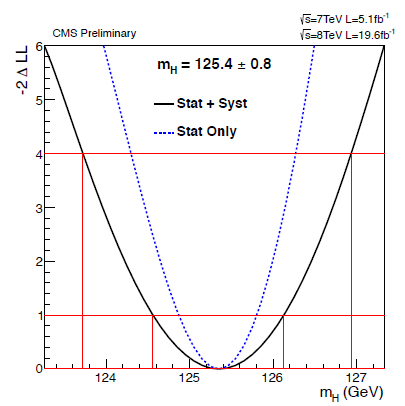 √s=7TeV L=5.1fb⁻¹
CMS Preliminary
√s=8TeV L=19.6fb⁻¹
-2 Δ LL
6
5
4
3
2
1
0
m_H = 125.4 ± 0.8
Stat + Syst
Stat Only
124
125
126
127
m_H (GeV)